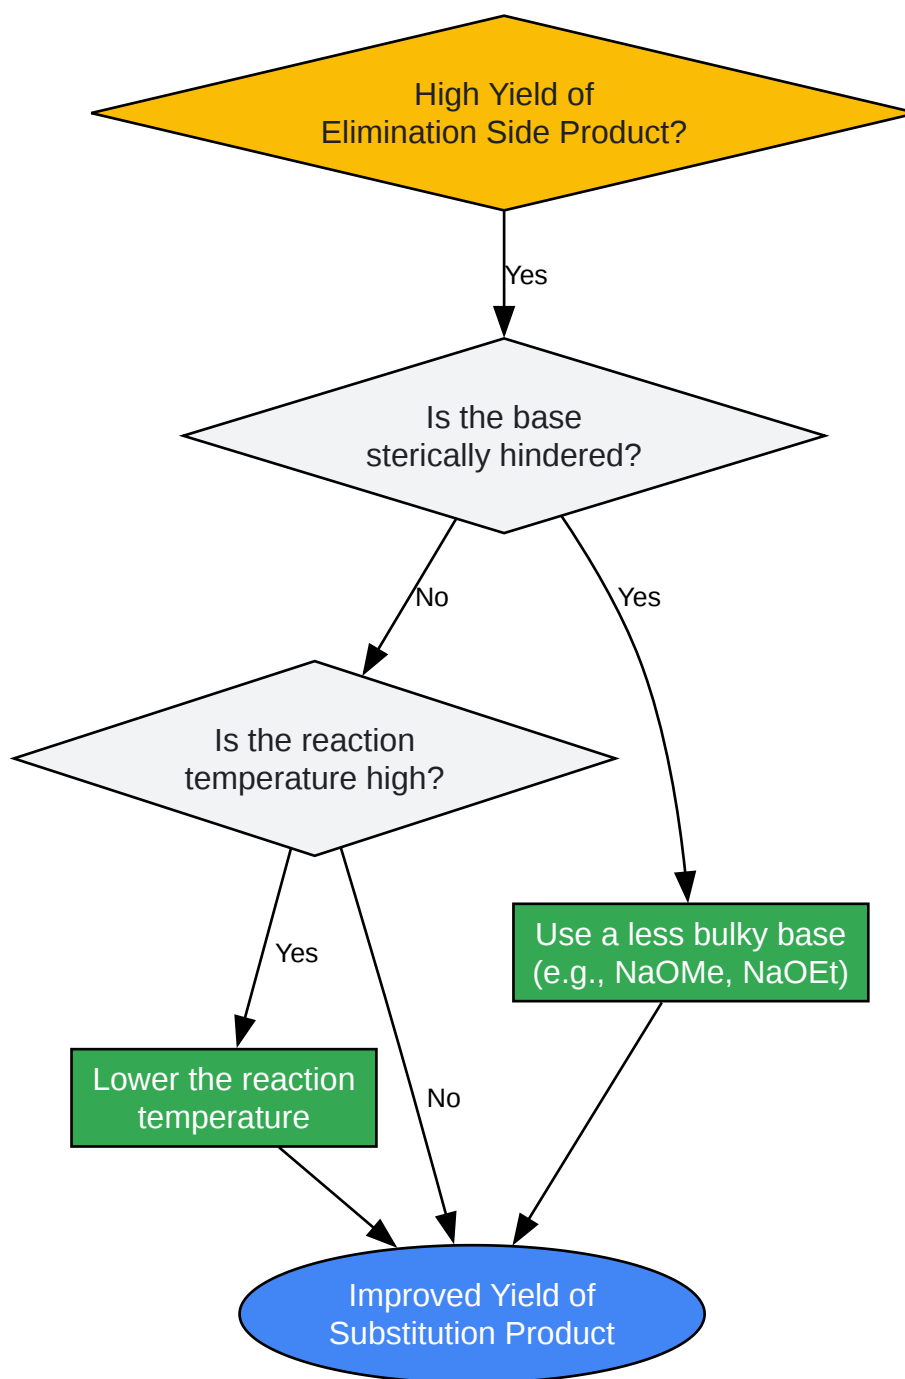 High Yield of
Elimination Side Product?
Yes
Is the base
sterically hindered?
No
Yes
Is the reaction
temperature high?
Use a less bulky base
(e.g., NaOMe, NaOEt)
Yes
Lower the reaction
temperature
No
Improved Yield of
Substitution Product